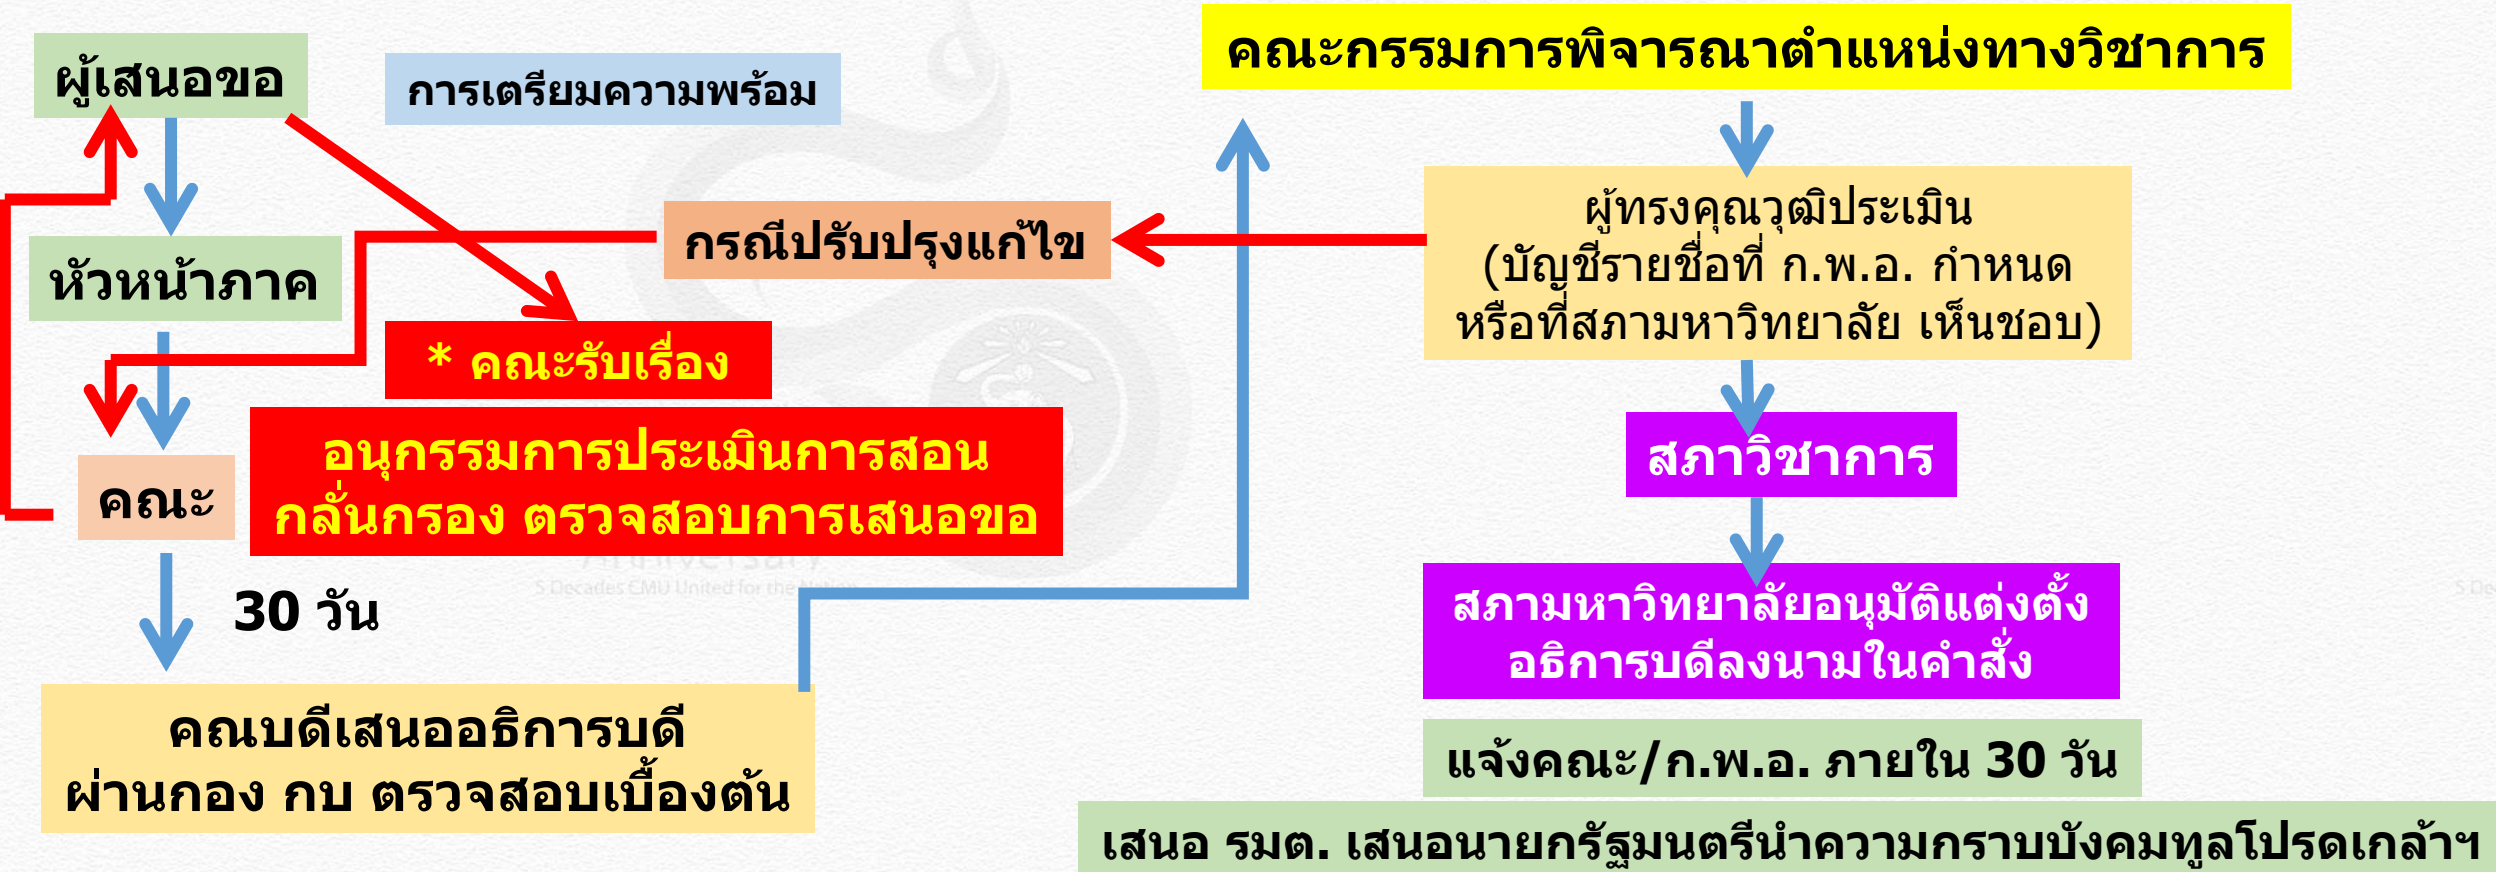 ผู้เสนอขอ
การเตรียมความพร้อม
คณะกรรมการพิจารณาตำแหน่งทางวิชาการ
หัวหน้าภาค
กรณีปรับปรุงแก้ไข
ผู้ทรงคุณวุฒิประเมิน
(บัญชีรายชื่อที่ ก.พ.อ. กำหนด
หรือที่สภามหาวิทยาลัย เห็นชอบ)
* คณะรับเรื่อง
อนุกรรมการประเมินการสอน
กลั่นกรอง ตรวจสอบการเสนอขอ
คณะ
สภาวิชาการ
Anniversary
5 Decades CMU United for the Nation
30 วัน
สภามหาวิทยาลัยอนุมัติแต่งตั้ง
อธิการบดีลงนามในคำสั่ง
คณบดีเสนออธิการบดี
ผ่านกอง กบ ตรวจสอบเบื้องต้น
แจ้งคณะ/ก.พ.อ. ภายใน 30 วัน
เสนอ รมต. เสนอนายกรัฐมนตรีนำความกราบบังคมทูลโปรดเกล้าฯ